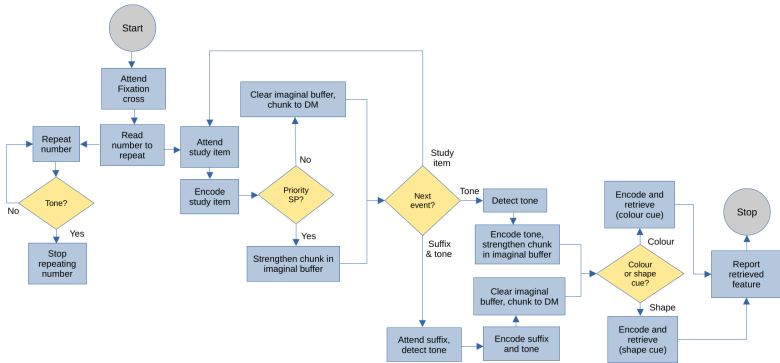 Start
Attend
Fixation
cross
Read
number to
repeat
Repeat
number
Tone?
No
Yes
Stop
repeating
number
Attend
study item
Encode
study item
Priority
SP?
No
Clear imaginal buffer,
chunk to DM
Yes
Strengthen chunk in
imaginal buffer
Next
event?
Study
item
Tone
Suffix
& tone
Detect tone
Encode tone,
strengthen chunk
in imaginal buffer
Attend suffix,
detect tone
Encode suffix
and tone
Clear imaginal
buffer, chunk to DM
Colour
or shape
cue?
Colour
Encode and
retrieve
(colour cue)
Shape
Encode and
retrieve
(shape cue)
Report
retrieved
feature
Stop